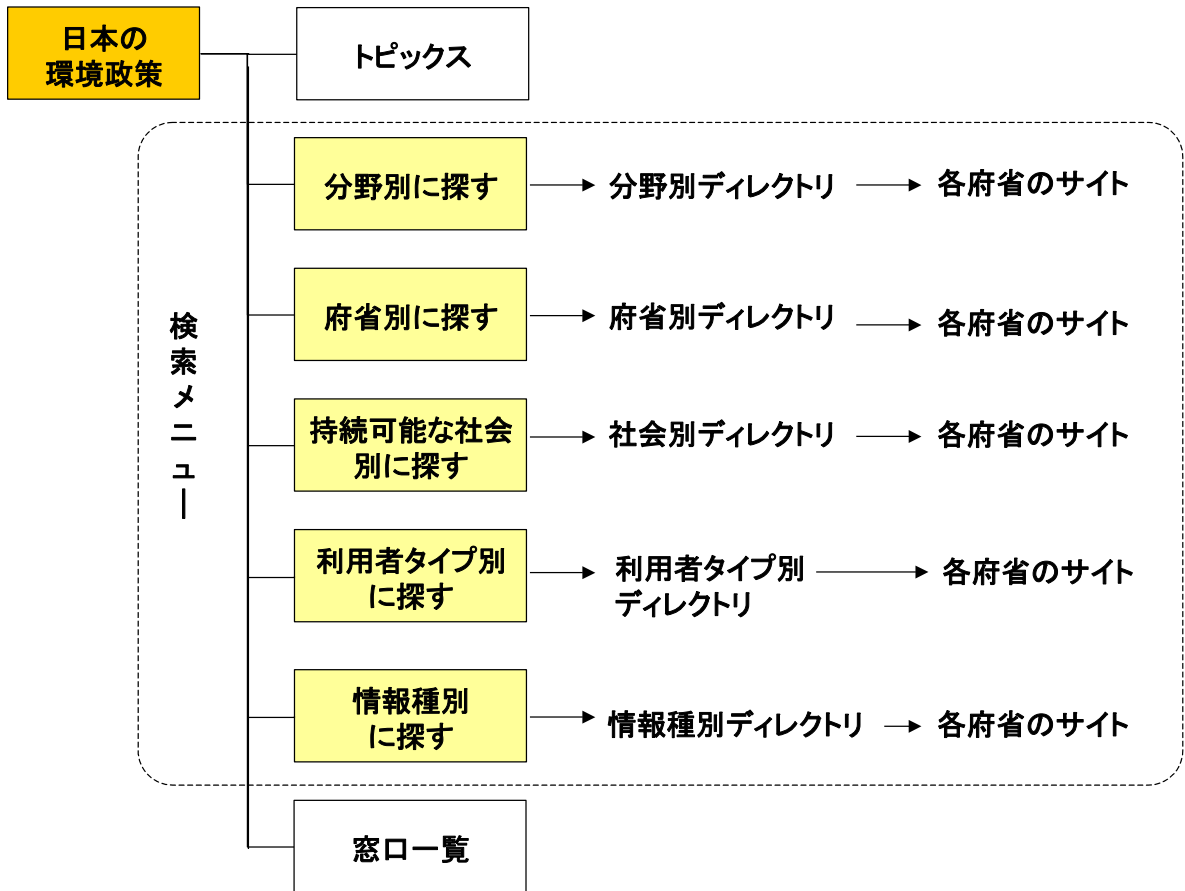 日本の
環境政策
トピックス
検索メニュー
分野別に探す
分野別ディレクトリ
各府省のサイト
府省別に探す
府省別ディレクトリ
各府省のサイト
持続可能な社会
別に探す
社会別ディレクトリ
各府省のサイト
利用者タイプ別
に探す
利用者タイプ別
ディレクトリ
各府省のサイト
情報種別
に探す
情報種別ディレクトリ
各府省のサイト
窓口一覧